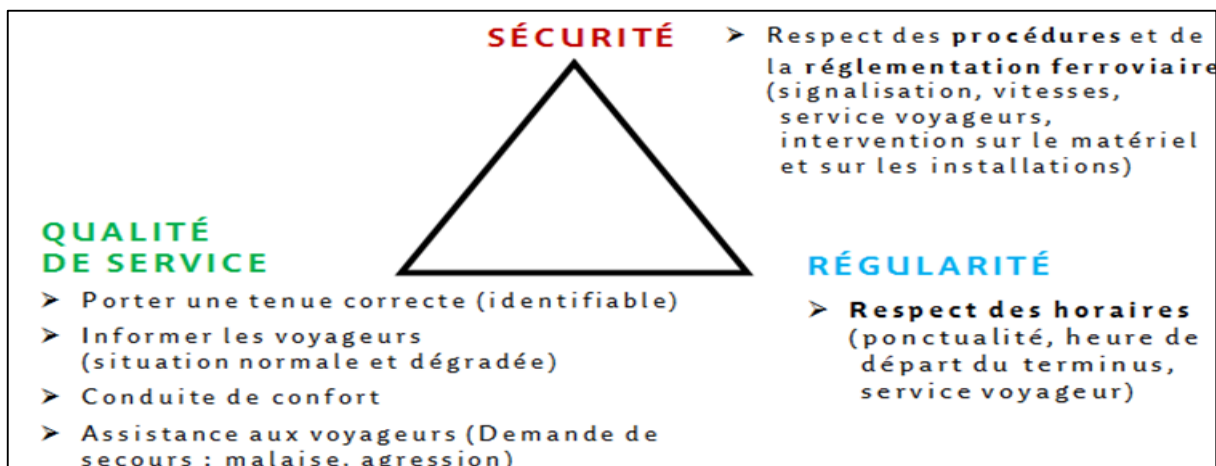 SÉCURITÉ
➤ Respect des procédures et de
la réglementation ferroviaire
(signalisation, vitesses,
service voyageurs,
intervention sur le matériel
et sur les installations)
QUALITÉ
DE SERVICE
➤ Porter une tenue correcte (identifiable)
➤ Informer les voyageurs
(situation normale et dégradée)
➤ Conduite de confort
➤ Assistance aux voyageurs (Demande de
secours : malaise, agression)
RÉGULARITÉ
➤ Respect des horaires
(ponctualité, heure de
départ du terminus,
service voyageur)